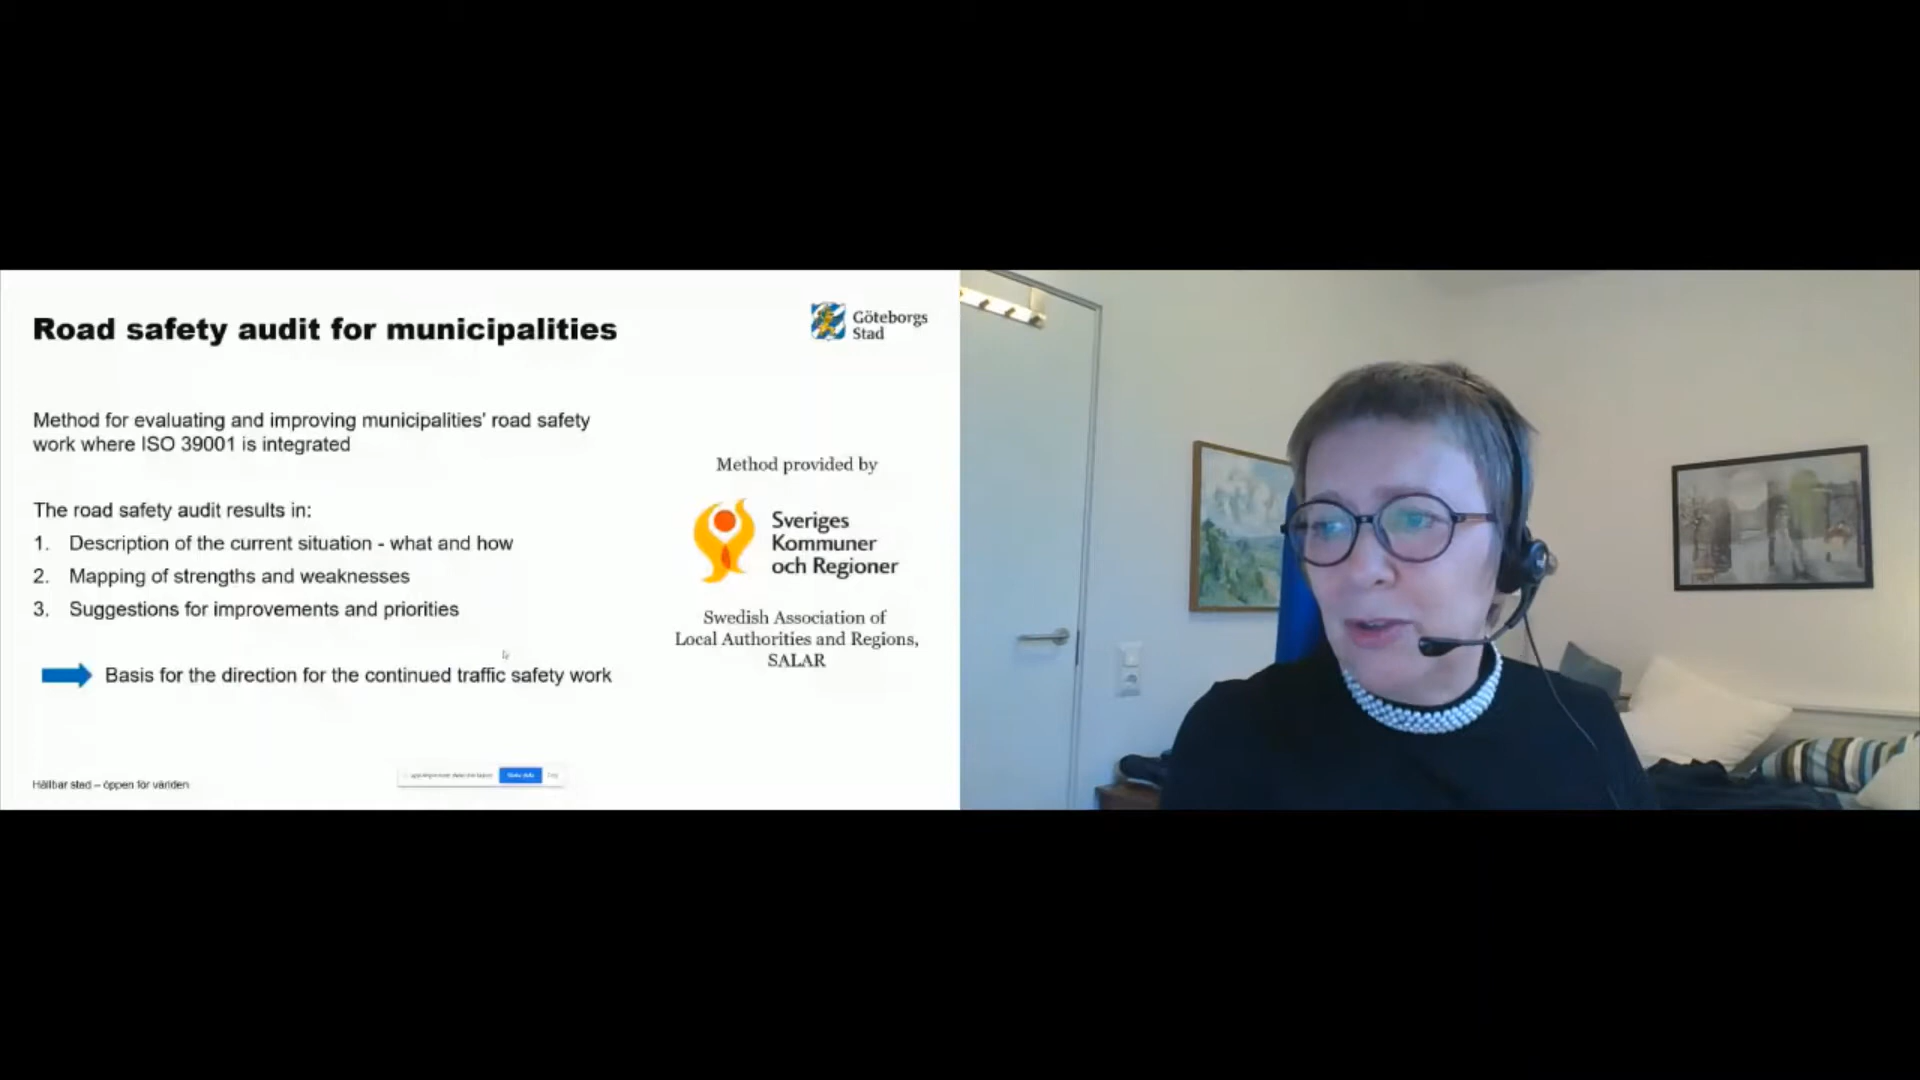 Road safety audit for municipalities
Göteborgs
Stad
Method for evaluating and improving municipalities' road safety
work where ISO 39001 is integrated
The road safety audit results in:
1. Description of the current situation - what and how
2. Mapping of strengths and weaknesses
3. Suggestions for improvements and priorities
Basis for the direction for the continued traffic safety work
Method provided by
Sveriges
Kommuner
och Regioner
Swedish Association of
Local Authorities and Regions,
SALAR
Hållbar stad – öppen för världen